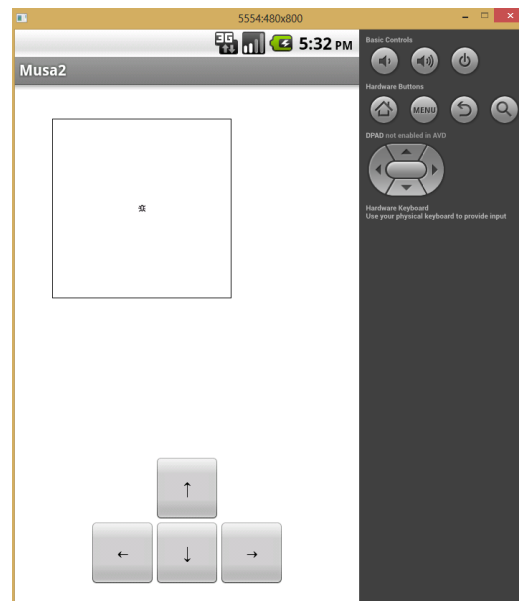 5554:480x800
3G 5:32 PM
Musa2
↑
← ↓ →
Basic Controls
Hardware Buttons
MENU
DPAD not enabled in AVD
Hardware Keyboard
Use your physical keyboard to provide input